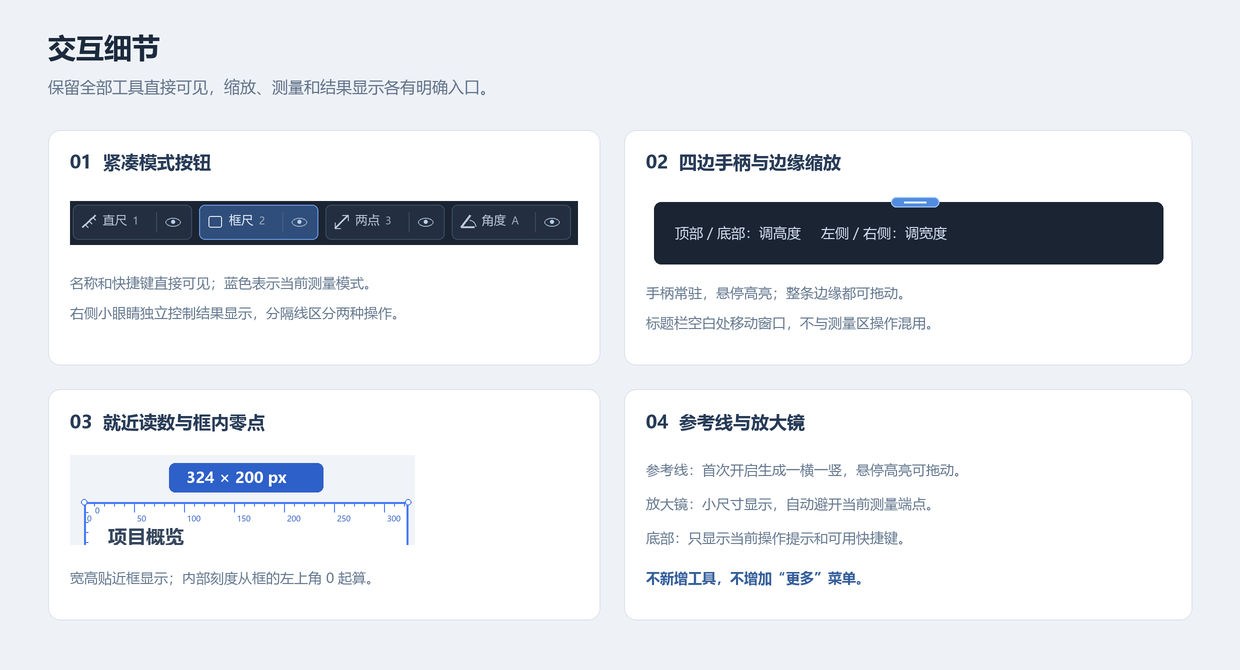 交互细节
保留全部工具直接可见，缩放、测量和结果显示各有明确入口。
01 紧凑模式按钮
直尺 1 框尺 2 两点 3 角度 A
名称和快捷键直接可见；蓝色表示当前测量模式。
右侧小眼睛独立控制结果显示，分隔线区分两种操作。
02 四边手柄与边缘缩放
顶部 / 底部：调高度 左侧 / 右侧：调宽度
手柄常驻，悬停高亮；整条边缘都可拖动。
标题栏空白处移动窗口，不与测量区操作混用。
03 就近读数与框内零点
324 × 200 px
0
0 50 100 150 200 250 300
项目概览
宽高贴近框显示；内部刻度从框的左上角 0 起算。
04 参考线与放大镜
参考线：首次开启生成一横一竖，悬停高亮可拖动。
放大镜：小尺寸显示，自动避开当前测量端点。
底部：只显示当前操作提示和可用快捷键。
不新增工具，不增加“更多”菜单。